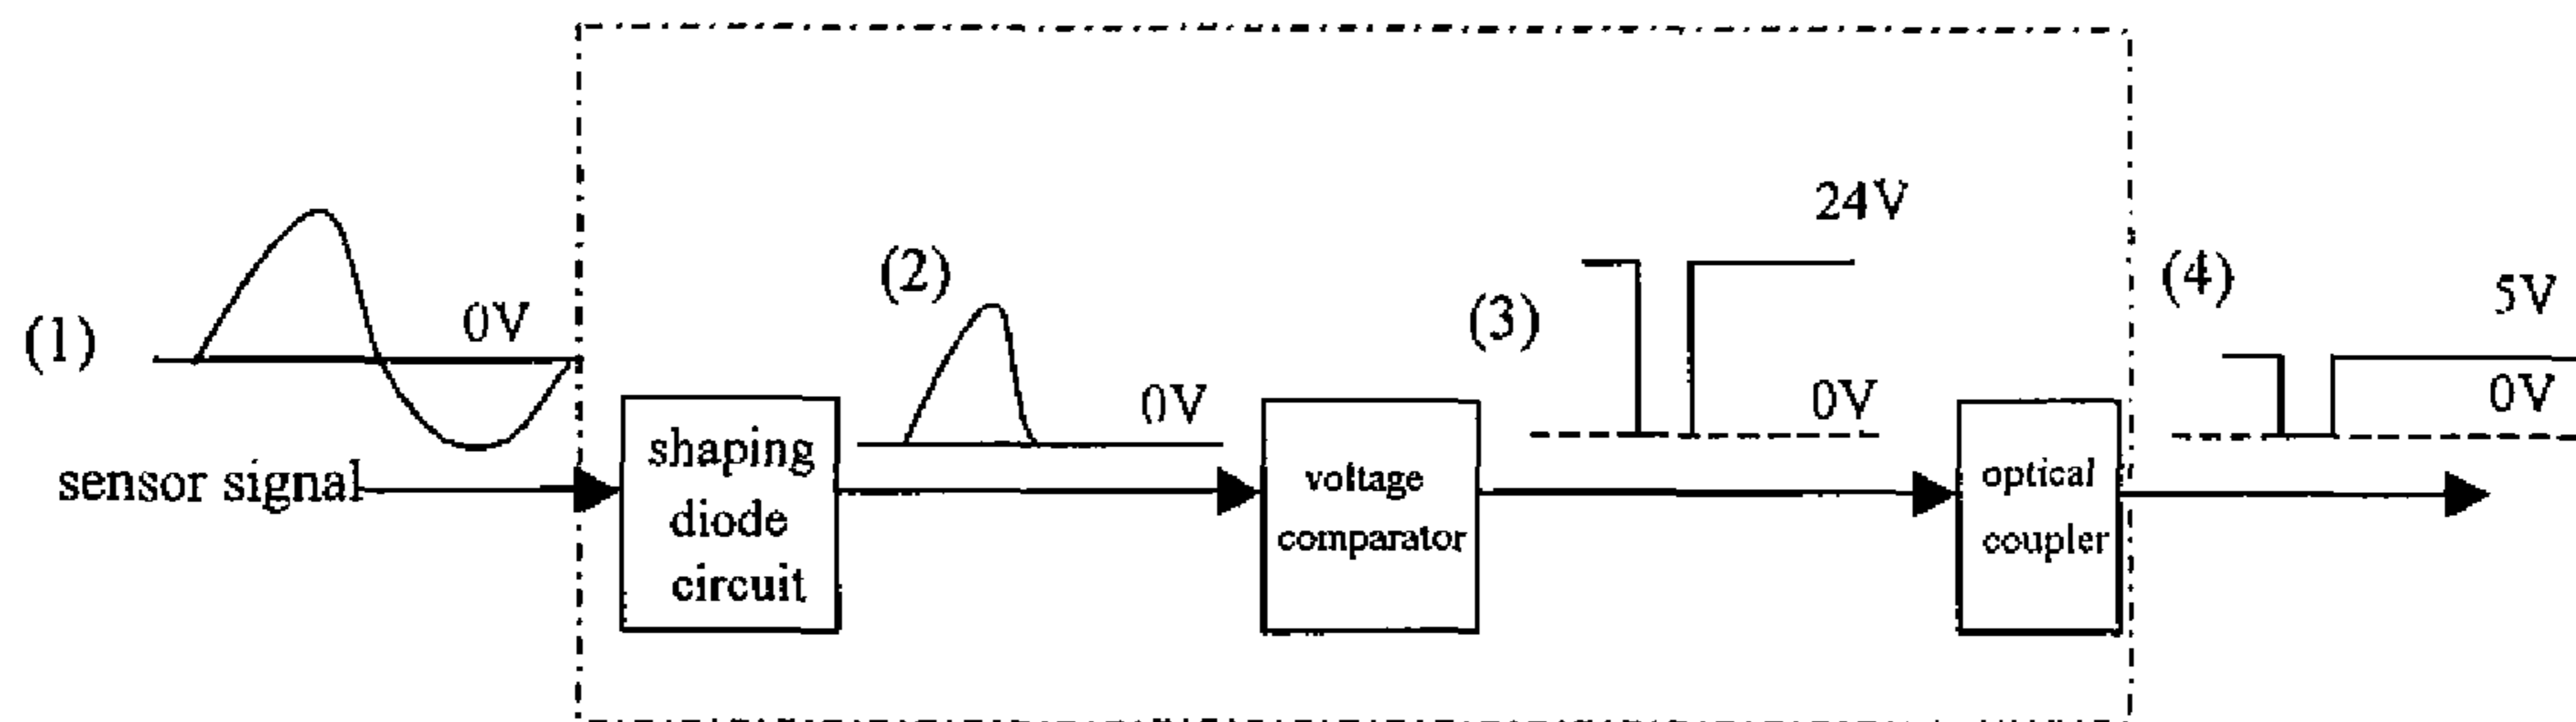 (1)
0V
sensor signal
shaping
diode
circuit
(2)
0V
voltage
comparator
(3)
24V
0V
optical
coupler
(4)
5V
0V